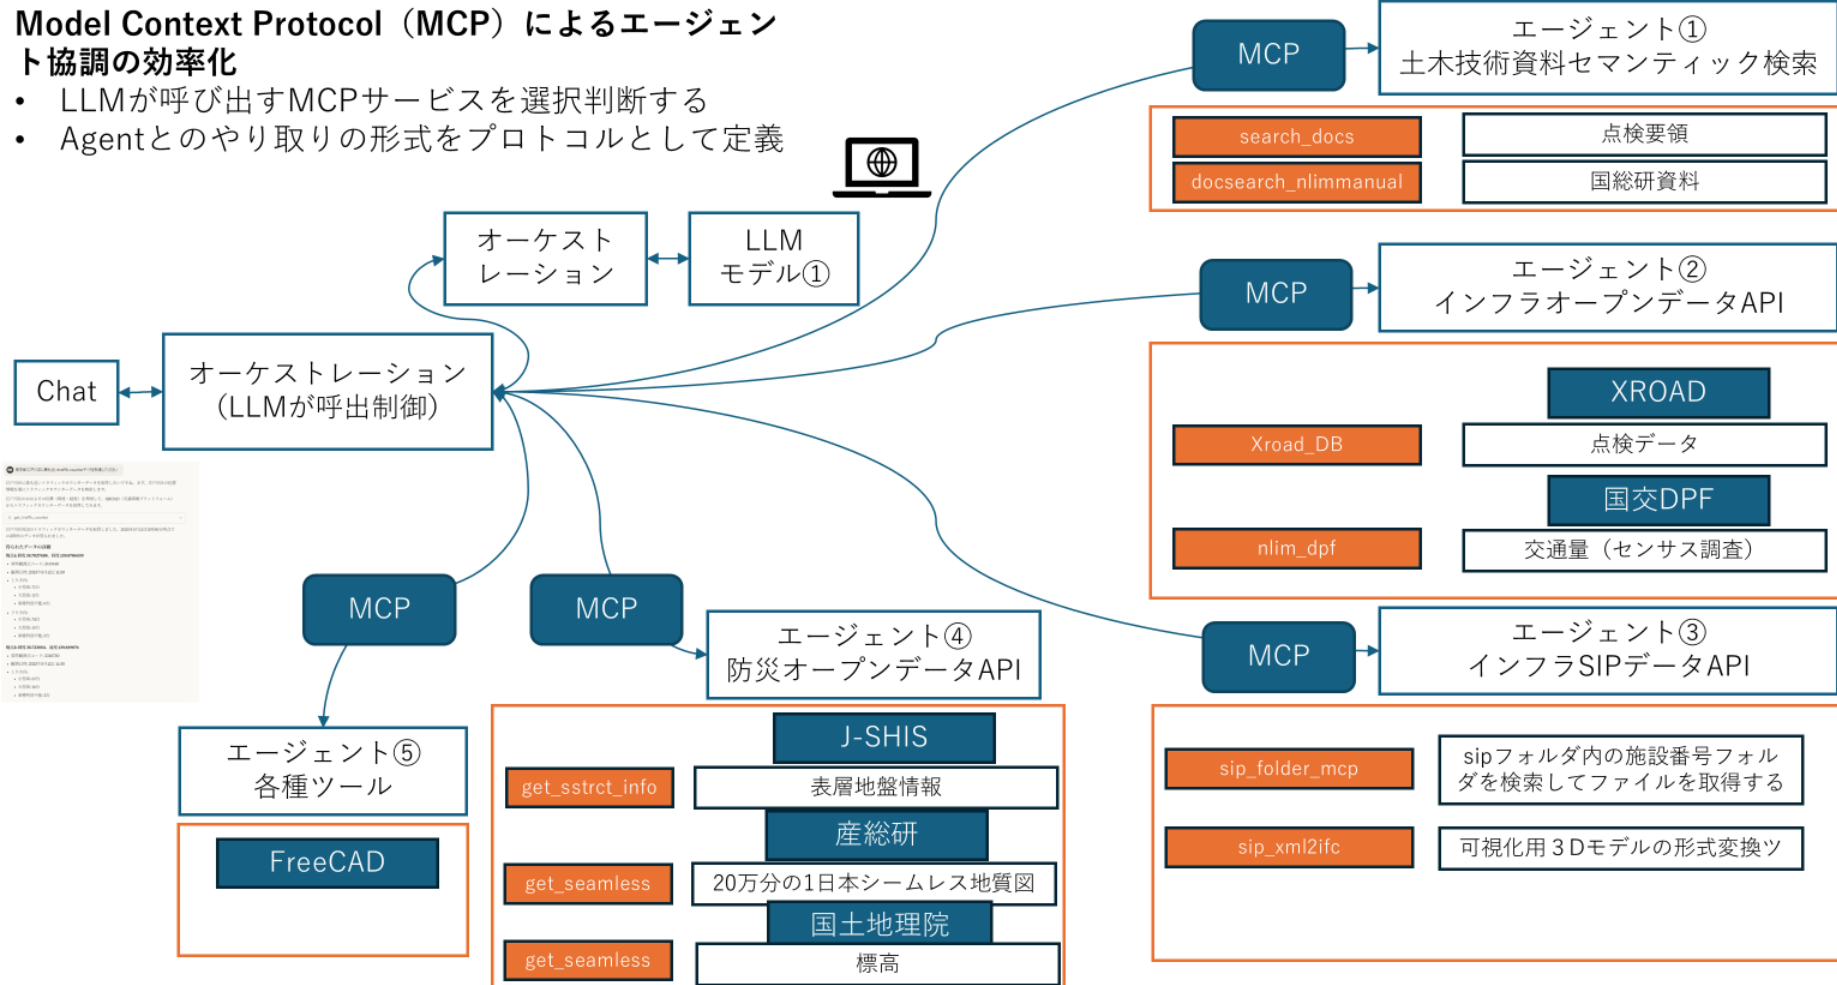 Model Context Protocol（MCP）によるエージェン
ト協調の効率化
• LLMが呼び出すMCPサービスを選択判断する
• Agentとのやり取りの形式をプロトコルとして定義
オーケスト
レーション
LLM
モデル①
Chat
オーケストレーション
（LLMが呼出制御）
MCP
エージェント①
土木技術資料セマンティック検索
search_docs
点検要領
docsearch_nlimmanual
国総研資料
MCP
エージェント②
インフラオープンデータAPI
XROAD
Xroad_DB
点検データ
国交DPF
nlim_dpf
交通量（センサス調査）
MCP
エージェント③
インフラSIPデータAPI
sip_folder_mcp
sipフォルダ内の施設番号フォル
ダを検索してファイルを取得する
sip_xml2ifc
可視化用３Dモデルの形式変換ツ
MCP
エージェント④
防災オープンデータAPI
J-SHIS
get_sstrct_info
表層地盤情報
産総研
get_seamless
20万分の1日本シームレス地質図
国土地理院
get_seamless
標高
MCP
エージェント⑤
各種ツール
FreeCAD